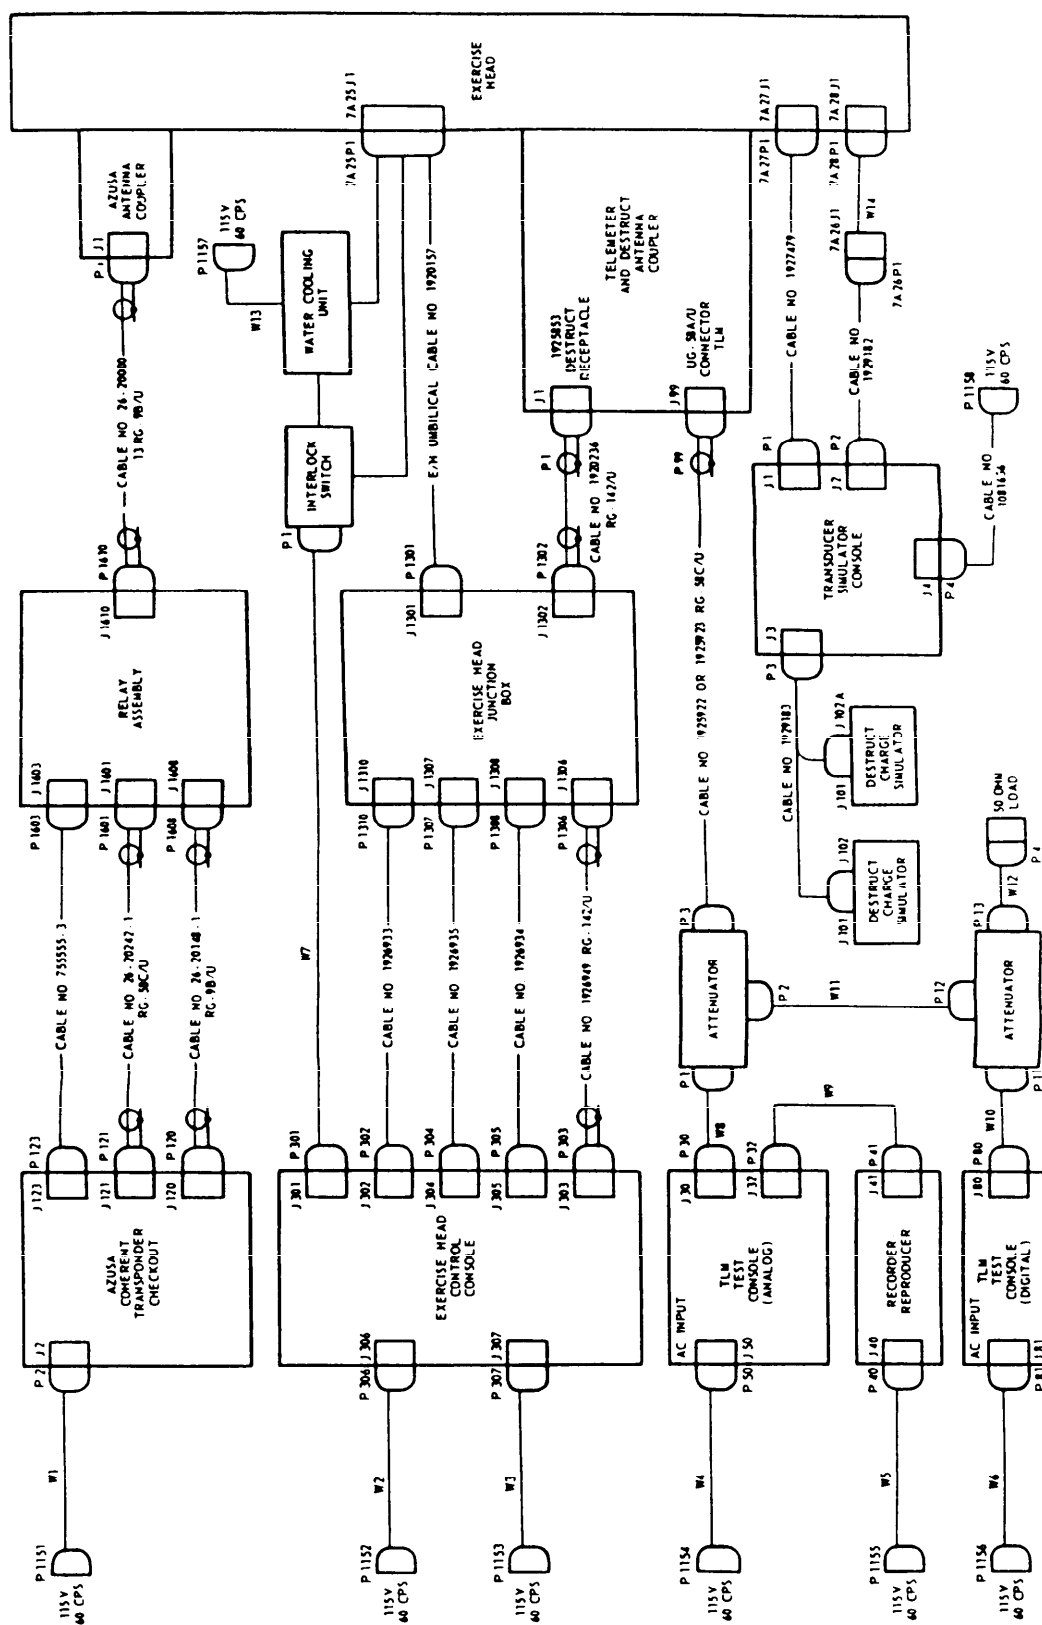 EXERCISE
HEAD
7A25J1
7A25P1
7A27J1
7A27P1
7A28J1
7A28P1
W14
7A26J1
7A26P1
AZUSA
ANTENNA
COUPLER
J1
CABLE NO 26-20080
P1157
115V
60 CPS
W13
WATER COOLING
UNIT
INTERLOCK
SWITCH
P1
E/H UMBILICAL (CABLE NO 1920157
TELEMETER
AND DESTRUCT
ANTENNA
COUPLER
1925853
DESTRUCT
RECEPTACLE
J1
P1
CABLE NO 1920236
RG-142/U
UG-58A/U
CONNECTOR
TLM
J99
P99
CABLE NO 1925922 OR 1925923 RG 58C/U
CABLE NO 1927479
CABLE NO
1929182
P1
J1
P2
J2
TRANSDUCER
SIMULATOR
CONSOLE
J4
P4
CABLE NO
P1158
115V
60 CPS
J3
P3
CABLE NO 1929183
J102A
J101
DESTRUCT
CHARGE
SIMULATOR
J102
J101
DESTRUCT
CHARGE
SIMULATOR
P1610
J1610
RELAY
ASSEMBLY
J1603
J1601
J1608
P1603
P1601
P1608
CABLE NO 755555-3
CABLE NO 26-20242-1
RG-58C/U
CABLE NO 26-20148-1
RG-9B/U
P1301
J1301
P1302
J1302
EXERCISE HEAD
JUNCTION
BOX
J1310
J1307
J1308
J1306
P1310
P1307
P1308
P1306
W7
CABLE NO 1926933
CABLE NO 1926935
CABLE NO 1926934
CABLE NO 1926949 RG-142/U
P3
ATTENUATOR
P1
P2
W11
P12
50 OHM
LOAD
P4
W12
P13
ATTENUATOR
P11
W8
W9
W10
P123
P121
P120
J123
J121
J120
AZUSA
COHERENT
TRANSPONDER
CHECKOUT
J2
P2
W1
P1151
115V
60 CPS
P301
P302
P304
P305
P303
J301
J302
J304
J305
J303
EXERCISE HEAD
CONTROL
CONSOLE
J306
J307
P306
P307
W2
W3
P1152
115V
60 CPS
P1153
115V
60 CPS
P30
P32
J30
J32
TLM
TEST
CONSOLE
(ANALOG)
AC INPUT
J50
P50
W4
P1154
115V
60 CPS
P41
J41
RECORDER
REPRODUCER
J40
P40
W5
P1155
115V
60 CPS
P80
J80
TLM
TEST
CONSOLE
(DIGITAL)
AC INPUT
J81
P81
W6
P1156
115V
60 CPS